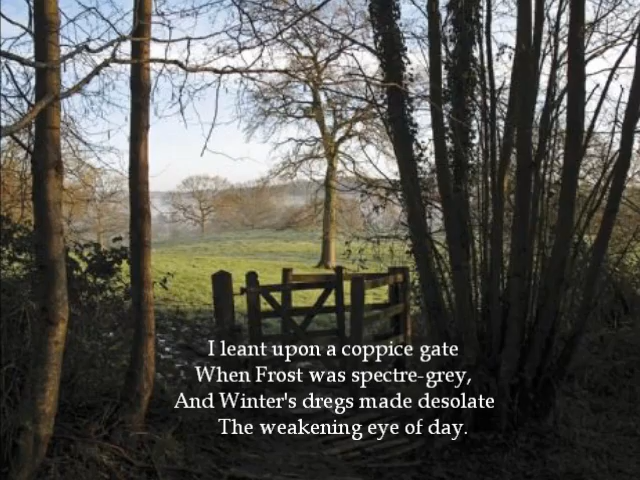 I leant upon a coppice gate
When Frost was spectre-grey,
And Winter's dregs made desolate
The weakening eye of day.